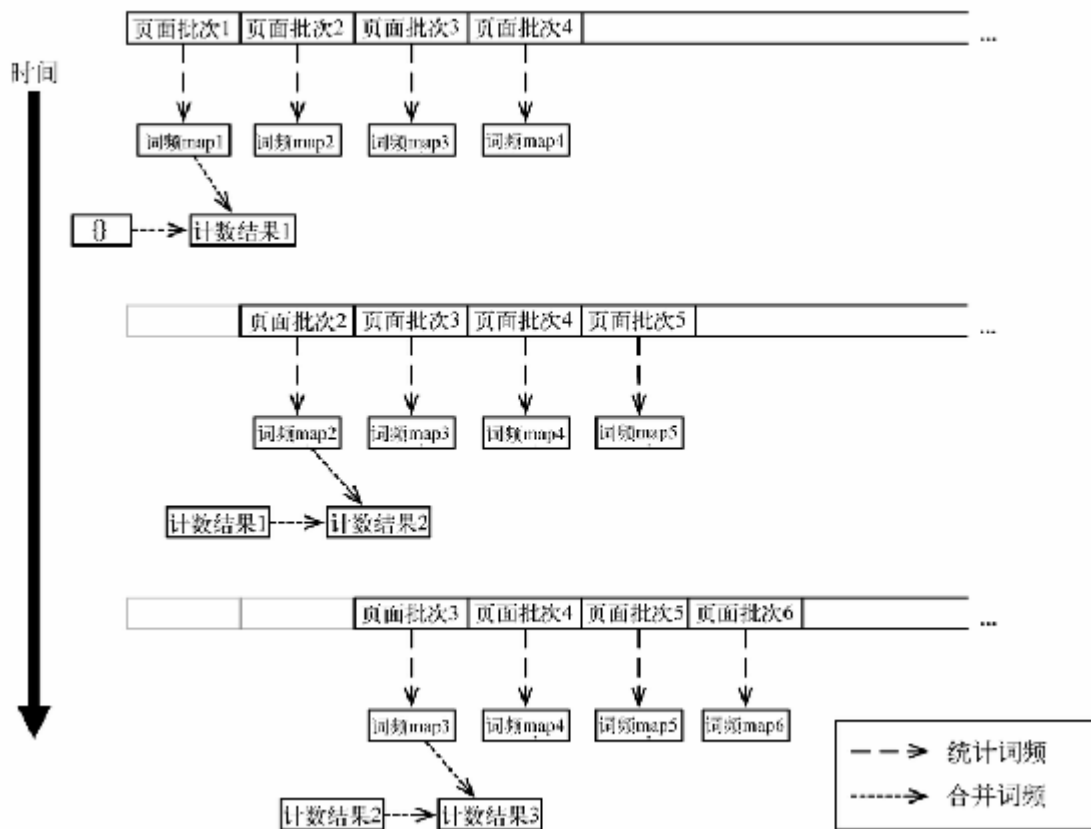 页面批次1 页面批次2 页面批次3 页面批次4 ...
时间
词频map1 词频map2 词频map3 词频map4
{} 计数结果1
页面批次2 页面批次3 页面批次4 页面批次5 ...
词频map2 词频map3 词频map4 词频map5
计数结果1 计数结果2
页面批次3 页面批次4 页面批次5 页面批次6 ...
词频map3 词频map4 词频map5 词频map6
统计词频
合并词频
计数结果2 计数结果3